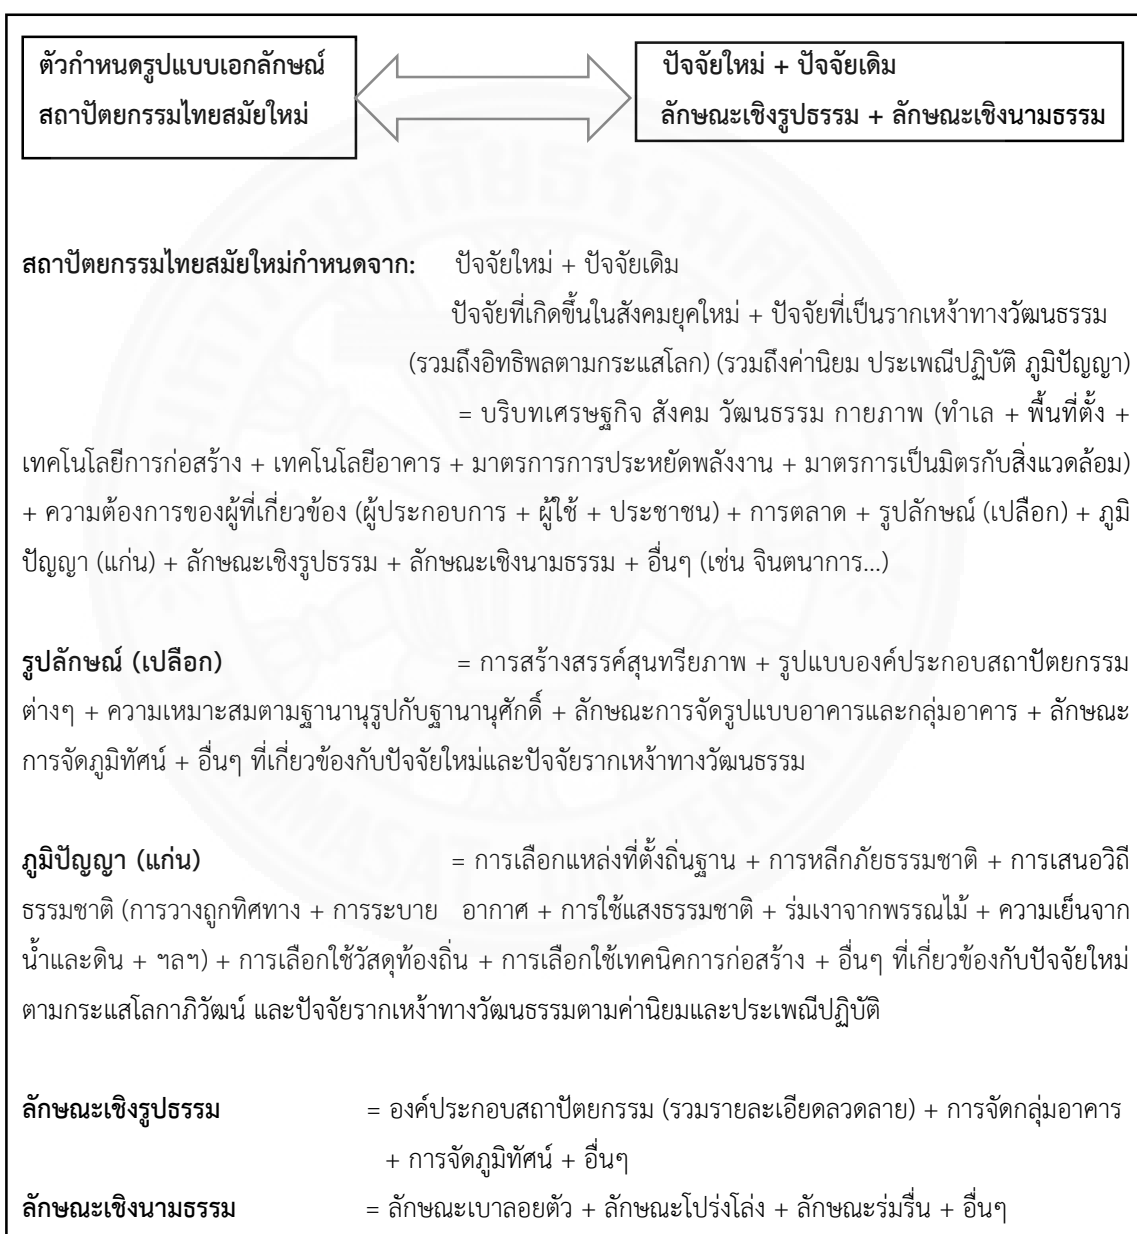 ตัวกำหนดรูปแบบเอกลักษณ์
สถาปัตยกรรมไทยสมัยใหม่
ปัจจัยใหม่ + ปัจจัยเดิม
ลักษณะเชิงรูปธรรม + ลักษณะเชิงนามธรรม
สถาปัตยกรรมไทยสมัยใหม่กำหนดจาก: ปัจจัยใหม่ + ปัจจัยเดิม
ปัจจัยที่เกิดขึ้นในสังคมยุคใหม่ + ปัจจัยที่เป็นรากเหง้าทางวัฒนธรรม
(รวมถึงอิทธิพลตามกระแสโลก) (รวมถึงค่านิยม ประเพณีปฏิบัติ ภูมิปัญญา)
= บริบทเศรษฐกิจ สังคม วัฒนธรรม กายภาพ (ทำเล + พื้นที่ตั้ง +
เทคโนโลยีการก่อสร้าง + เทคโนโลยีอาคาร + มาตรการการประหยัดพลังงาน + มาตรการเป็นมิตรกับสิ่งแวดล้อม)
+ ความต้องการของผู้ที่เกี่ยวข้อง (ผู้ประกอบการ + ผู้ใช้ + ประชาชน) + การตลาด + รูปลักษณ์ (เปลือก) + ภูมิ
ปัญญา (แก่น) + ลักษณะเชิงรูปธรรม + ลักษณะเชิงนามธรรม + อื่นๆ (เช่น จินตนาการ...)
รูปลักษณ์ (เปลือก) = การสร้างสรรค์สุนทรียภาพ + รูปแบบองค์ประกอบสถาปัตยกรรม
ต่างๆ + ความเหมาะสมตามฐานานุรูปกับฐานานุศักดิ์ + ลักษณะการจัดรูปแบบอาคารและกลุ่มอาคาร + ลักษณะ
การจัดภูมิทัศน์ + อื่นๆ ที่เกี่ยวข้องกับปัจจัยใหม่และปัจจัยรากเหง้าทางวัฒนธรรม
ภูมิปัญญา (แก่น) = การเลือกแหล่งที่ตั้งถิ่นฐาน + การหลีกภัยธรรมชาติ + การเสนอวิถี
ธรรมชาติ (การวางถูกทิศทาง + การระบาย อากาศ + การใช้แสงธรรมชาติ + ร่มเงาจากพรรณไม้ + ความเย็นจาก
น้ำและดิน + ฯลฯ) + การเลือกใช้วัสดุท้องถิ่น + การเลือกใช้เทคนิคการก่อสร้าง + อื่นๆ ที่เกี่ยวข้องกับปัจจัยใหม่
ตามกระแสโลกาภิวัฒน์ และปัจจัยรากเหง้าทางวัฒนธรรมตามค่านิยมและประเพณีปฏิบัติ
ลักษณะเชิงรูปธรรม = องค์ประกอบสถาปัตยกรรม (รวมรายละเอียดลวดลาย) + การจัดกลุ่มอาคาร
+ การจัดภูมิทัศน์ + อื่นๆ
ลักษณะเชิงนามธรรม = ลักษณะเบาลอยตัว + ลักษณะโปร่งโล่ง + ลักษณะร่มรื่น + อื่นๆ